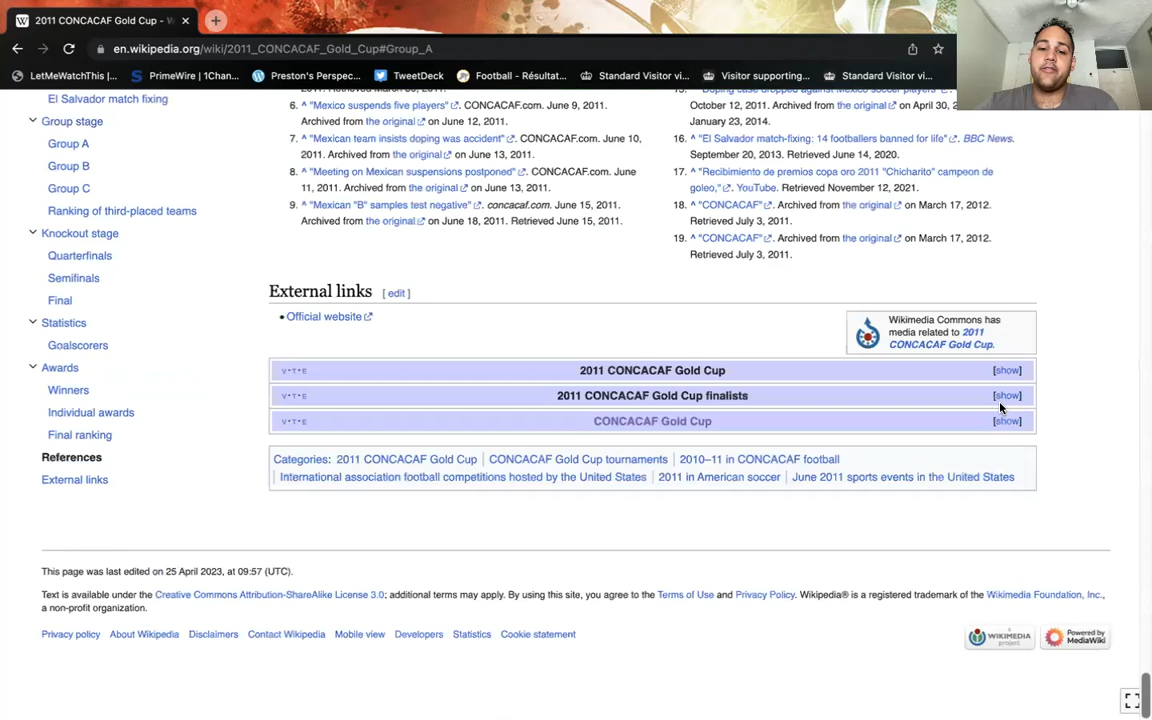 2011 CONCACAF Gold Cup - W
en.wikipedia.org/wiki/2011_CONCACAF_Gold_Cup#Group_A
LetMeWatchThis |... PrimeWire | 1Chan... Preston's Perspec... TweetDeck Football - Résultat... Standard Visitor vi... Visitor supporting... Standard Visitor vi...
El Salvador match fixing
Group stage
Group A
Group B
Group C
Ranking of third-placed teams
Knockout stage
Quarterfinals
Semifinals
Final
Statistics
Goalscorers
Awards
Winners
Individual awards
Final ranking
References
External links
6. ^ "Mexico suspends five players". CONCACAF.com. June 9, 2011.
Archived from the original on June 12, 2011.
7. ^ "Mexican team insists doping was accident". CONCACAF.com. June 10,
2011. Archived from the original on June 13, 2011.
8. ^ "Meeting on Mexican suspensions postponed". CONCACAF.com. June
11, 2011. Archived from the original on June 13, 2011.
9. ^ "Mexican "B" samples test negative". concacaf.com. June 15, 2011.
Archived from the original on June 18, 2011. Retrieved June 15, 2011.
October 12, 2011. Archived from the original on April 30, 2
January 23, 2014.
16. ^ "El Salvador match-fixing: 14 footballers banned for life". BBC News.
September 20, 2013. Retrieved June 14, 2020.
17. ^ "Recibimiento de premios copa oro 2011 "Chicharito" campeon de
goleo,". YouTube. Retrieved November 12, 2021.
18. ^ "CONCACAF". Archived from the original on March 17, 2012.
Retrieved July 3, 2011.
19. ^ "CONCACAF". Archived from the original on March 17, 2012.
Retrieved July 3, 2011.
External links [ edit ]
• Official website
Wikimedia Commons has
media related to 2011
CONCACAF Gold Cup.
V•T•E 2011 CONCACAF Gold Cup [show]
V•T•E 2011 CONCACAF Gold Cup finalists [show]
V•T•E CONCACAF Gold Cup [show]
Categories: 2011 CONCACAF Gold Cup | CONCACAF Gold Cup tournaments | 2010–11 in CONCACAF football
| International association football competitions hosted by the United States | 2011 in American soccer | June 2011 sports events in the United States
This page was last edited on 25 April 2023, at 09:57 (UTC).
Text is available under the Creative Commons Attribution-ShareAlike License 3.0; additional terms may apply. By using this site, you agree to the Terms of Use and Privacy Policy. Wikipedia® is a registered trademark of the Wikimedia Foundation, Inc.,
a non-profit organization.
Privacy policy About Wikipedia Disclaimers Contact Wikipedia Mobile view Developers Statistics Cookie statement
WIKIMEDIA
project
Powered by
MediaWiki